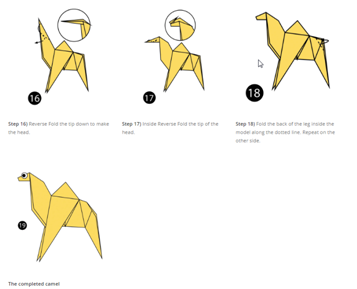 16
17
18
Step 16) Reverse Fold the tip down to make
the head.
Step 17) Inside Reverse Fold the tip of the
head.
Step 18) Fold the back of the leg inside the
model along the dotted line. Repeat on the
other side
19
The completed camel